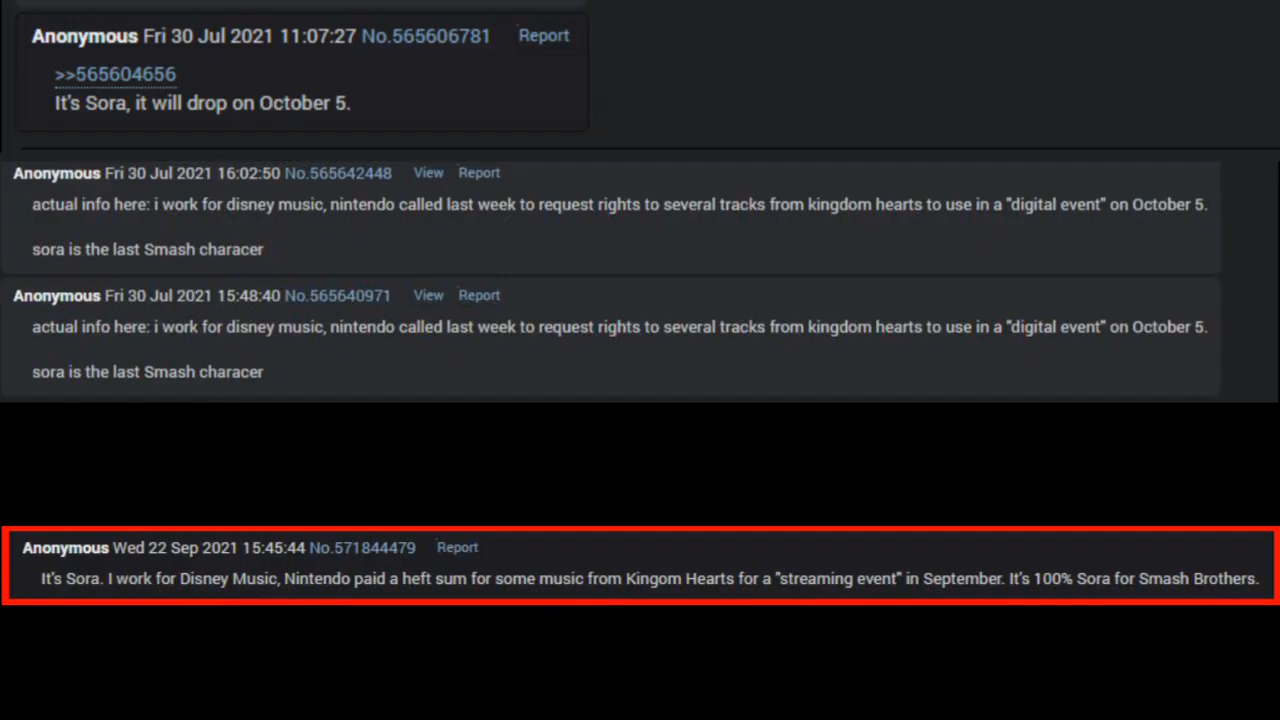 Anonymous Fri 30 Jul 2021 11:07:27 No.565606781 Report
>>565604656
It's Sora, it will drop on October 5.
Anonymous Fri 30 Jul 2021 16:02:50 No.565642448 View Report
actual info here: i work for disney music, nintendo called last week to request rights to several tracks from kingdom hearts to use in a "digital event" on October 5.
sora is the last Smash characer
Anonymous Fri 30 Jul 2021 15:48:40 No.565640971 View Report
actual info here: i work for disney music, nintendo called last week to request rights to several tracks from kingdom hearts to use in a "digital event" on October 5.
sora is the last Smash characer
Anonymous Wed 22 Sep 2021 15:45:44 No.571844479 Report
It's Sora. I work for Disney Music, Nintendo paid a heft sum for some music from Kingom Hearts for a "streaming event" in September. It's 100% Sora for Smash Brothers.